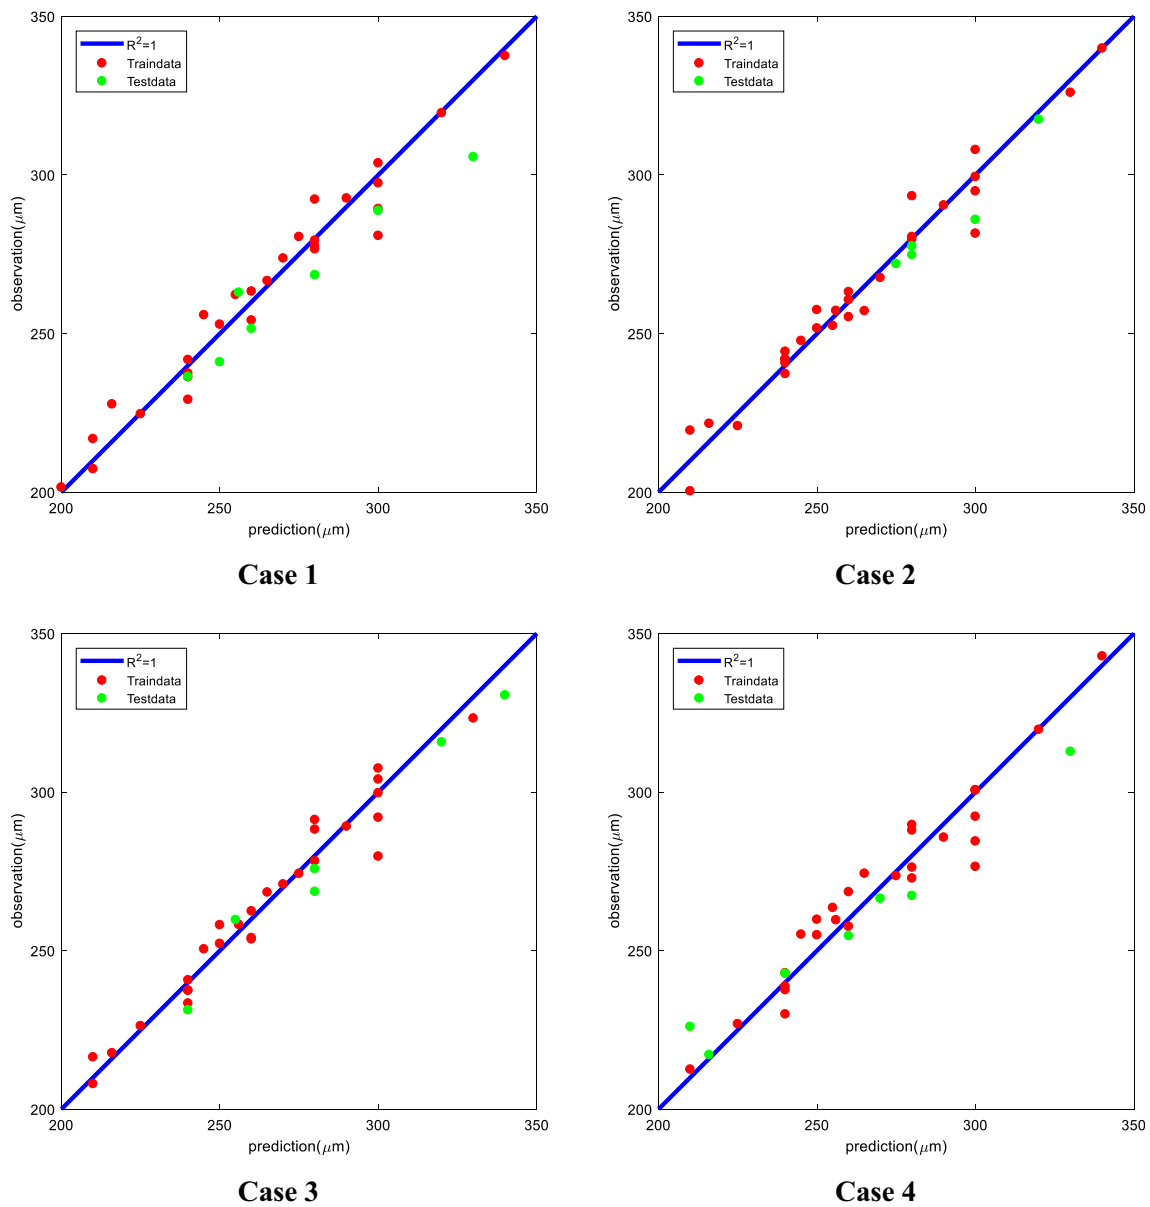 350
300
250
200
observation(μm)
R²=1
Traindata
Testdata
200 250 300 350
prediction(μm)
Case 1
350
300
250
200
observation(μm)
R²=1
Traindata
Testdata
200 250 300 350
prediction(μm)
Case 2
350
300
250
200
observation(μm)
R²=1
Traindata
Testdata
200 250 300 350
prediction(μm)
Case 3
350
300
250
200
observation(μm)
R²=1
Traindata
Testdata
200 250 300 350
prediction(μm)
Case 4